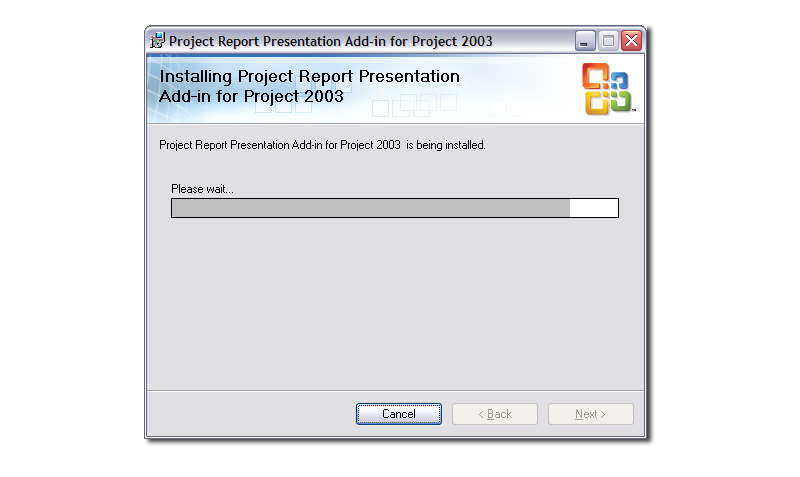 Project Report Presentation Add-in for Project 2003
Installing Project Report Presentation
Add-in for Project 2003
Project Report Presentation Add-in for Project 2003  is being installed.
Please wait...
Cancel
< Back
Next >